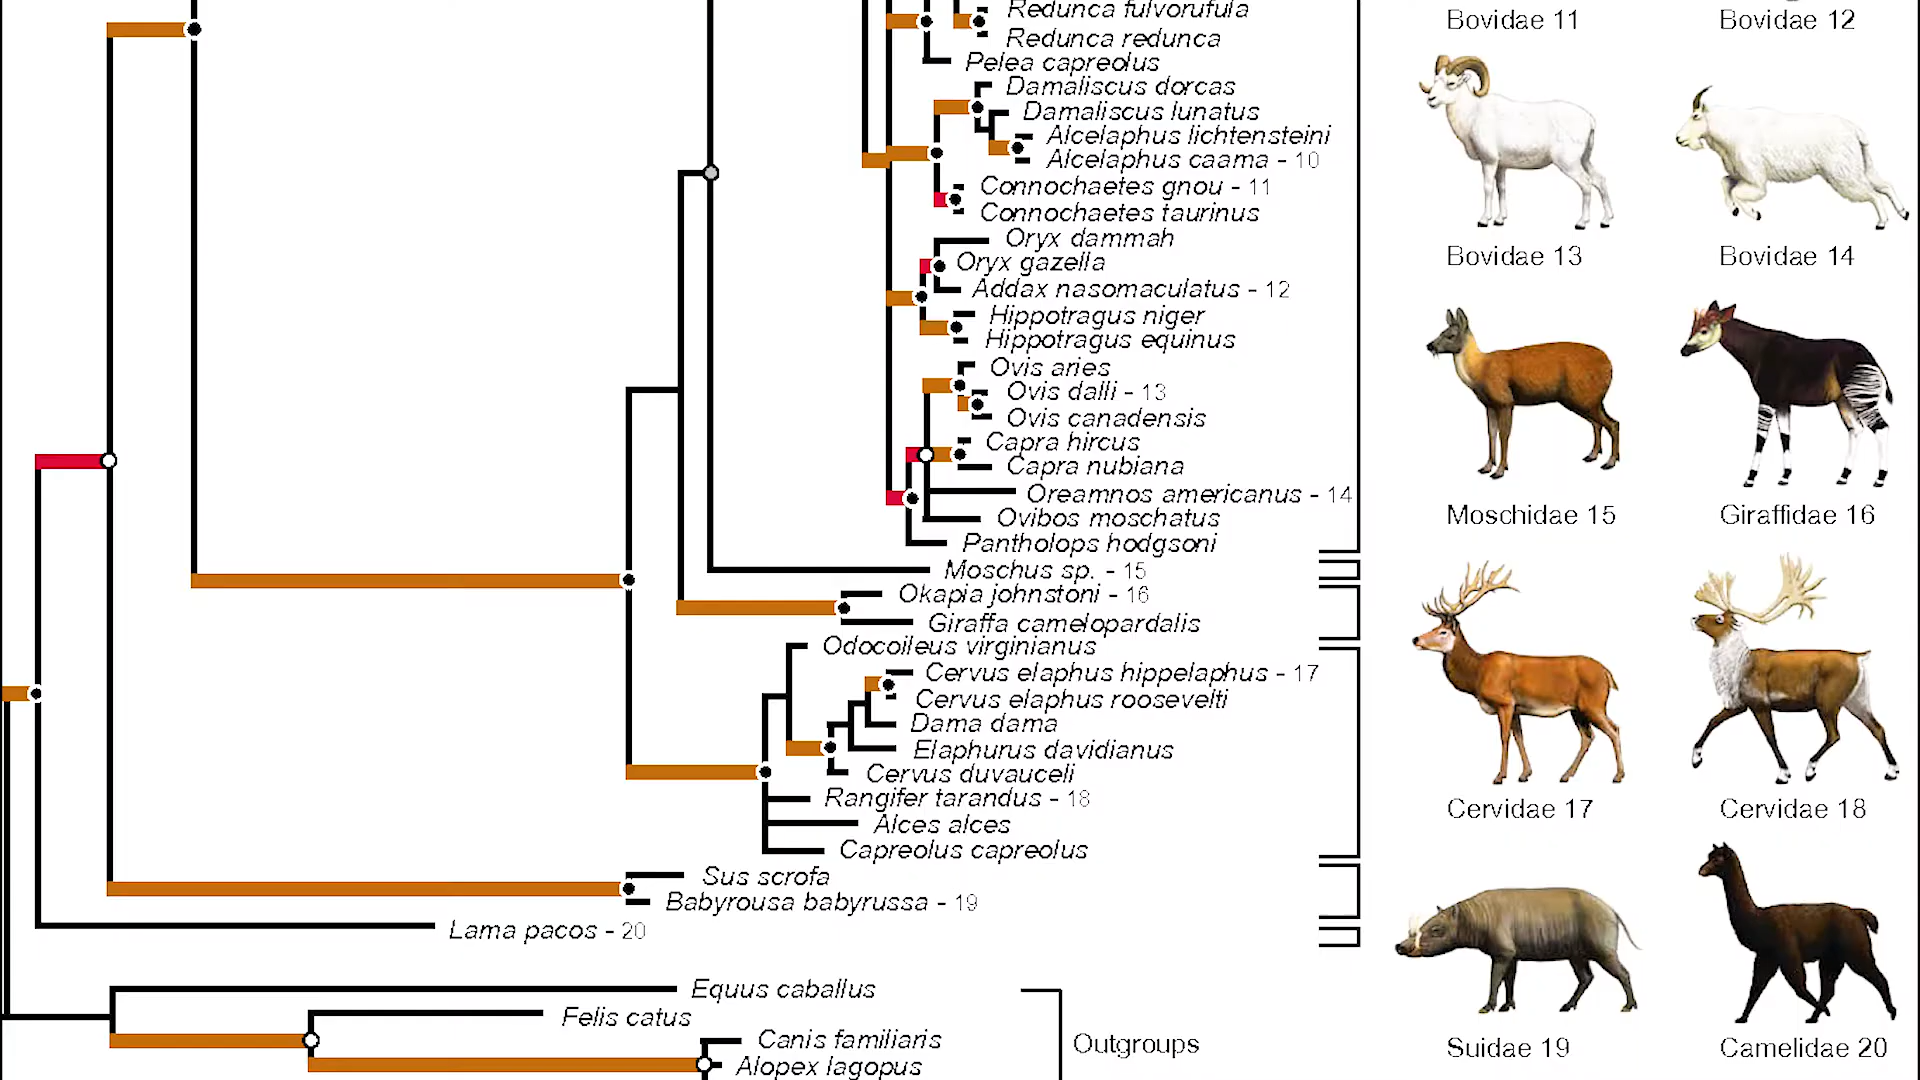 Redunca fulvorufula
Redunca redunca
Pelea capreolus
Damaliscus dorcas
Damaliscus lunatus
Alcelaphus lichtensteini
Alcelaphus caama - 10
Connochaetes gnou - 11
Connochaetes taurinus
Oryx dammah
Oryx gazella
Addax nasomaculatus - 12
Hippotragus niger
Hippotragus equinus
Ovis aries
Ovis dalli - 13
Ovis canadensis
Capra hircus
Capra nubiana
Oreamnos americanus - 14
Ovibos moschatus
Pantholops hodgsoni
Moschus sp. - 15
Okapia johnstoni - 16
Giraffa camelopardalis
Odocoileus virginianus
Cervus elaphus hippelaphus - 17
Cervus elaphus roosevelti
Dama dama
Elaphurus davidianus
Cervus duvauceli
Rangifer tarandus - 18
Alces alces
Capreolus capreolus
Sus scrofa
Babyrousa babyrussa - 19
Lama pacos - 20
Equus caballus
Felis catus
Canis familiaris
Alopex lagopus
Outgroups
Bovidae 11
Bovidae 12
Bovidae 13
Bovidae 14
Moschidae 15
Giraffidae 16
Cervidae 17
Cervidae 18
Suidae 19
Camelidae 20